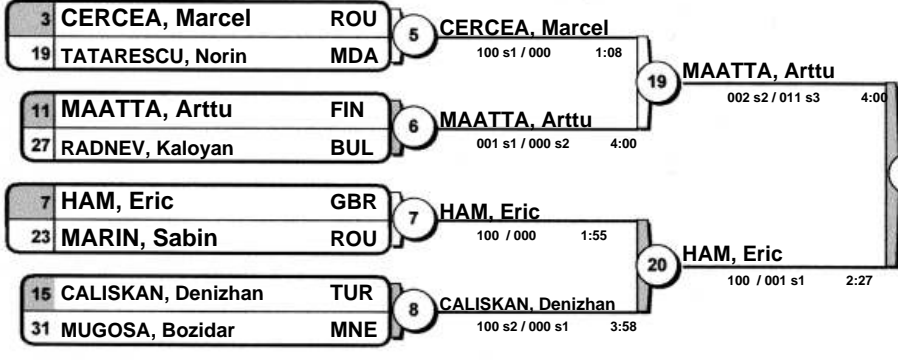 3 CERCEA, Marcel ROU
19 TATARESCU, Norin MDA
5
CERCEA, Marcel
100 s1 / 000 1:08
11 MAATTA, Arttu FIN
27 RADNEV, Kaloyan BUL
6
MAATTA, Arttu
001 s1 / 000 s2 4:00
19
MAATTA, Arttu
002 s2 / 011 s3 4:00
7 HAM, Eric GBR
23 MARIN, Sabin ROU
7
HAM, Eric
100 / 000 1:55
15 CALISKAN, Denizhan TUR
31 MUGOSA, Bozidar MNE
8
CALISKAN, Denizhan
100 s2 / 000 s1 3:58
20
HAM, Eric
100 / 001 s1 2:27